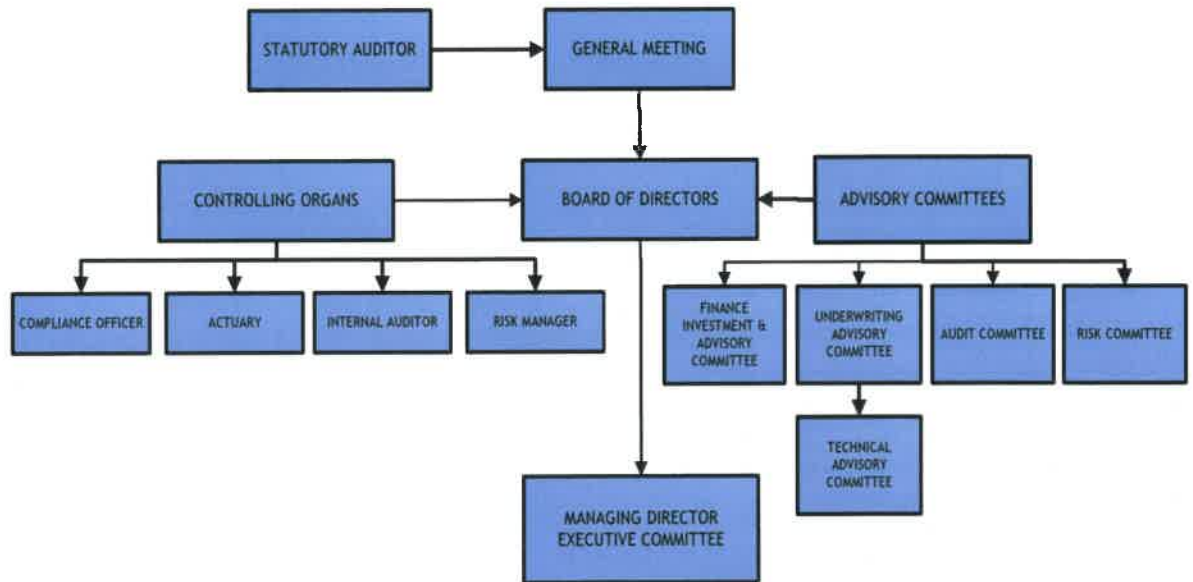 STATUTORY AUDITOR
GENERAL MEETING
CONTROLLING ORGANS
BOARD OF DIRECTORS
ADVISORY COMMITTEES
COMPLIANCE OFFICER
ACTUARY
INTERNAL AUDITOR
RISK MANAGER
FINANCE
INVESTMENT &
ADVISORY
COMMITTEE
UNDERWRITING
ADVISORY
COMMITTEE
AUDIT COMMITTEE
RISK COMMITTEE
TECHNICAL
ADVISORY
COMMITTEE
MANAGING DIRECTOR
EXECUTIVE COMMITTEE